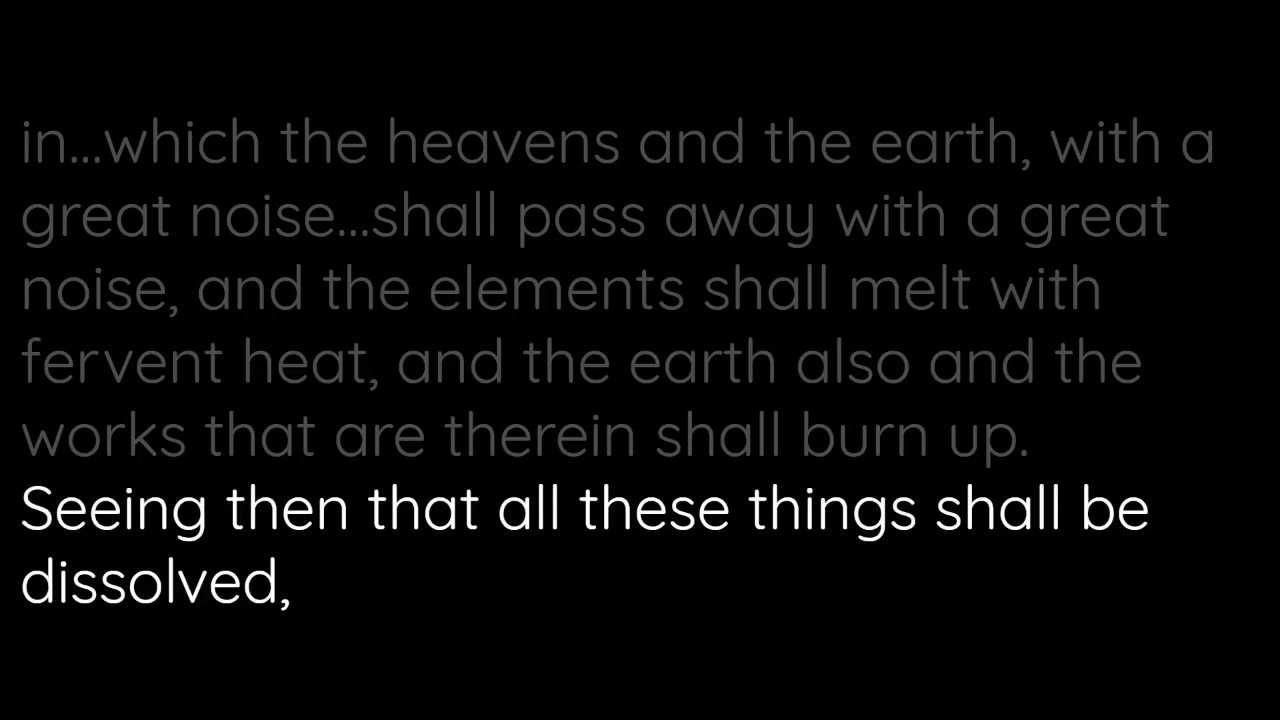 in...which the heavens and the earth, with a
great noise...shall pass away with a great
noise, and the elements shall melt with
fervent heat, and the earth also and the
works that are therein shall burn up.
Seeing then that all these things shall be
dissolved,